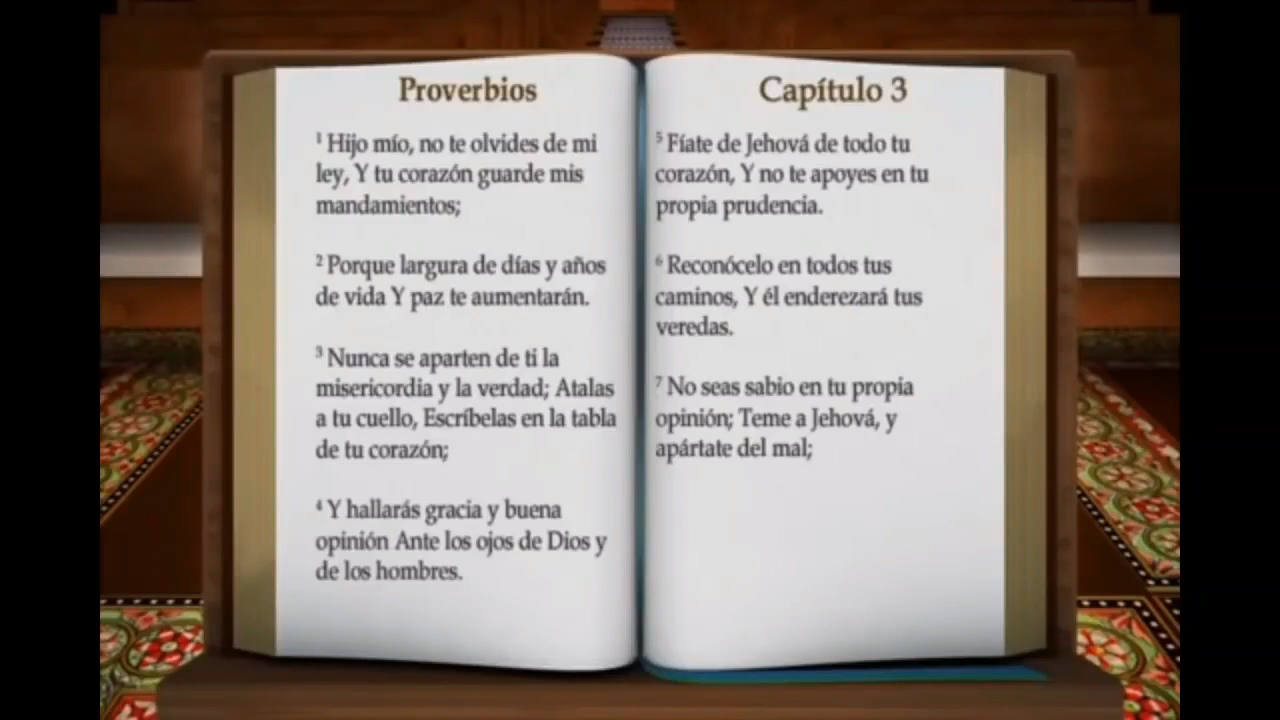 Proverbios
¹ Hijo mío, no te olvides de mi
ley, Y tu corazón guarde mis
mandamientos;
² Porque largura de días y años
de vida Y paz te aumentarán.
³ Nunca se aparten de ti la
misericordia y la verdad; Atalas
a tu cuello, Escríbelas en la tabla
de tu corazón;
⁴ Y hallarás gracia y buena
opinión Ante los ojos de Dios y
de los hombres.
Capítulo 3
⁵ Fíate de Jehová de todo tu
corazón, Y no te apoyes en tu
propia prudencia.
⁶ Reconócelo en todos tus
caminos, Y él enderezará tus
veredas.
⁷ No seas sabio en tu propia
opinión; Teme a Jehová, y
apártate del mal;